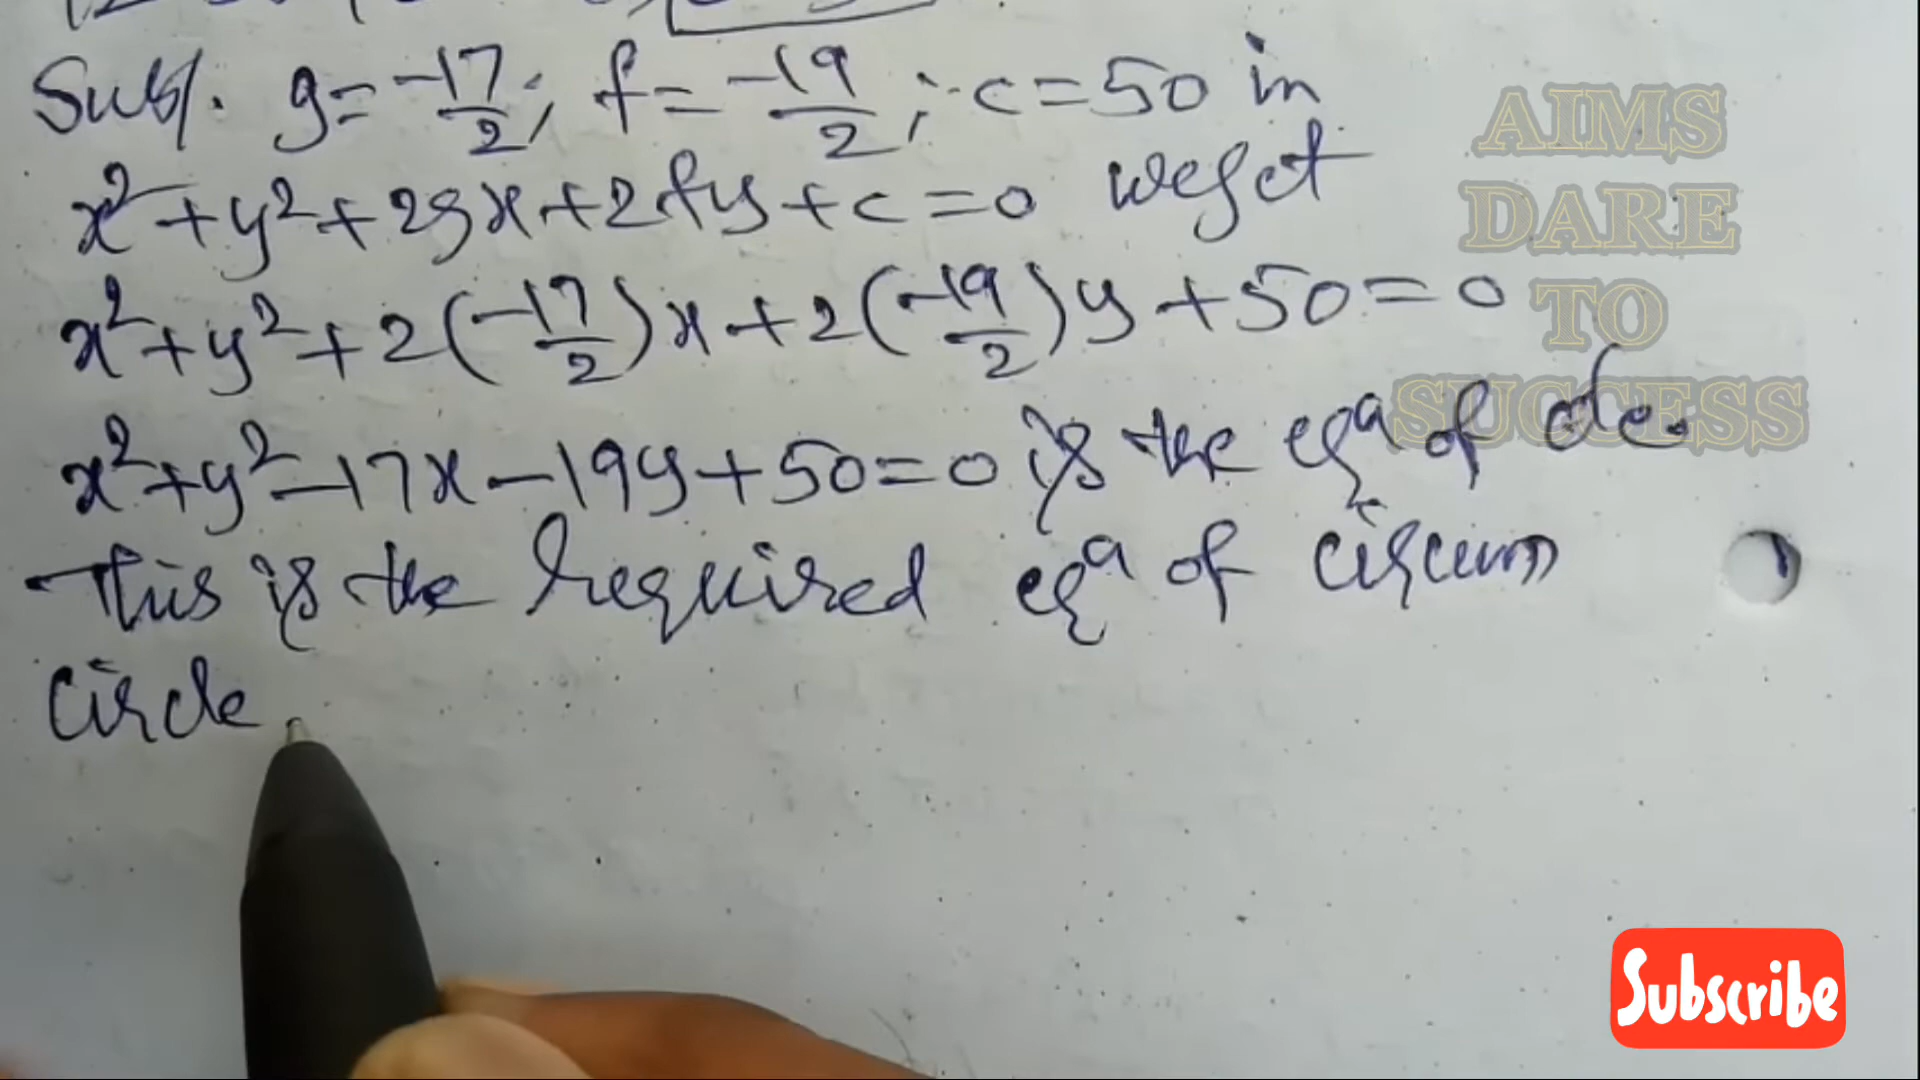 Subst. g = -17/2 ; f = -19/2 ; c = 50 in
x² + y² + 2gx + 2fy + c = 0 we get
x² + y² + 2(-17/2)x + 2(-19/2)y + 50 = 0
x² + y² - 17x - 19y + 50 = 0 is the eqn of
This is the required eqn of circum
circle
AIMS
DARE
TO
SUCCESS
Subscribe